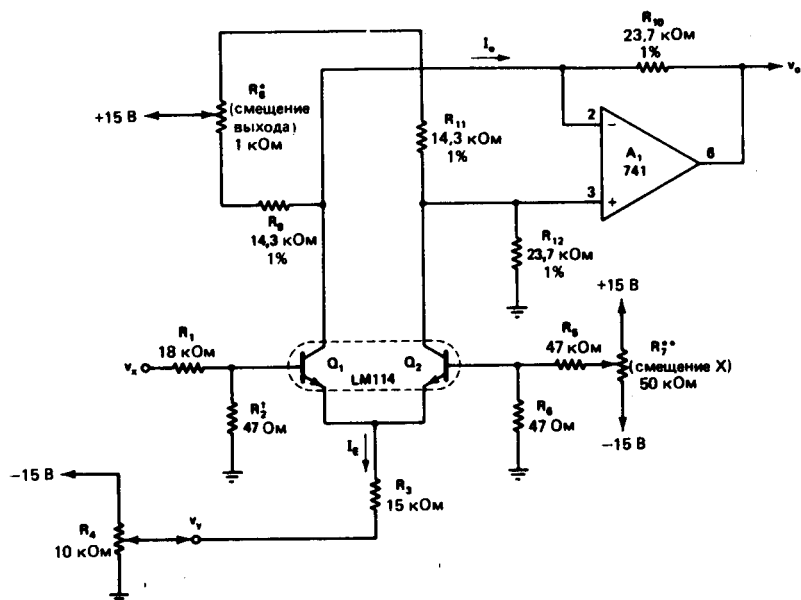 R₁₀
23,7 кОм
1%
Iₒ
vₒ
R₈*
(смещение
выхода)
1 кОм
+15 В
R₁₁
14,3 кОм
1%
2
−
A₁
741
6
3
+
R₉
14,3 кОм
1%
R₁₂
23,7 кОм
1%
+15 В
R₁
18 кОм
vₓ
Q₁
Q₂
LM114
R₅
47 кОм
R₇**
(смещение X)
50 кОм
R₂†
47 Ом
R₆
47 Ом
−15 В
I_E
−15 В
R₃
15 кОм
R₄
10 кОм
v_Y